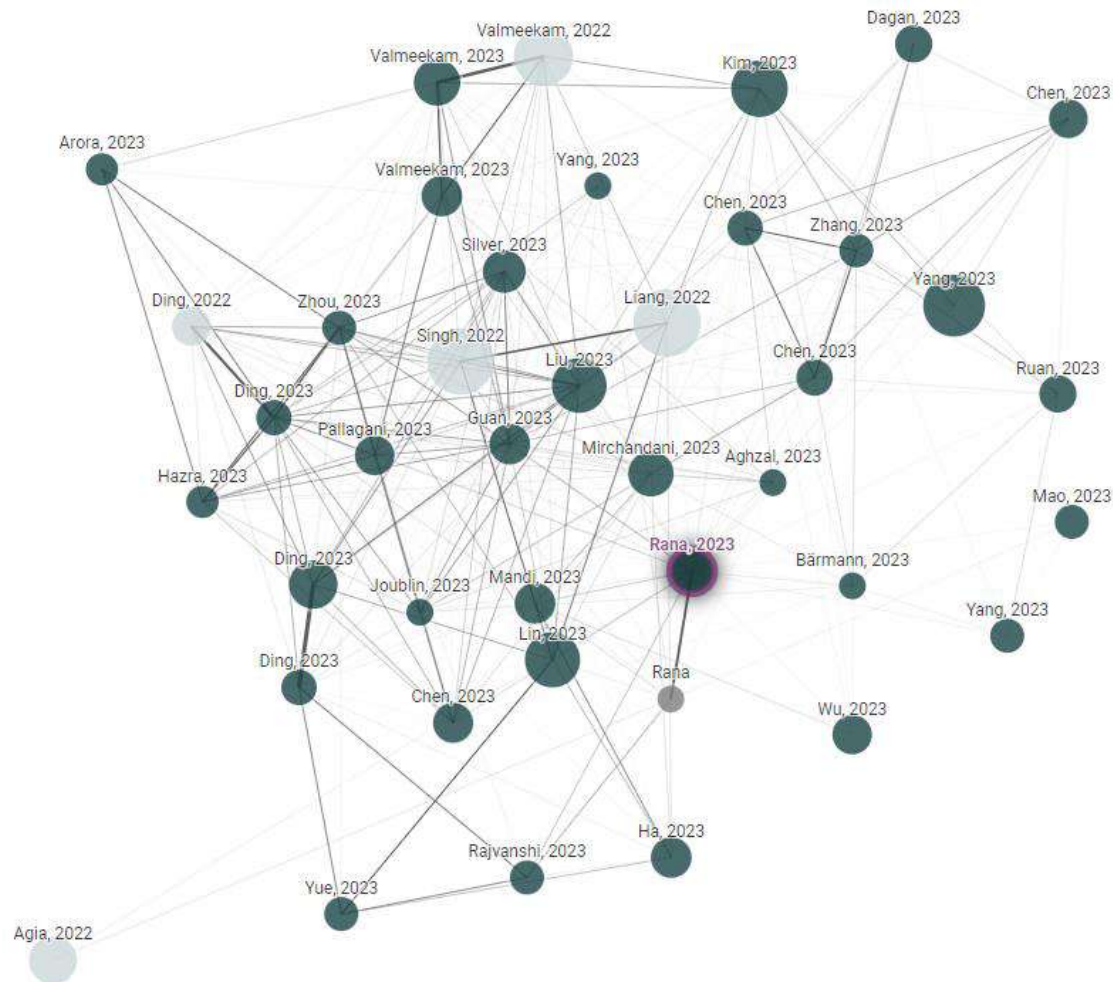 Dagan, 2023
Valmeekam, 2022
Valmeekam, 2023
Kim, 2023
Chen, 2023
Arora, 2023
Yang, 2023
Valmeekam, 2023
Chen, 2023
Zhang, 2023
Silver, 2023
Yang, 2023
Ding, 2022
Zhou, 2023
Liang, 2022
Singh, 2022
Liu, 2023
Chen, 2023
Ruan, 2023
Ding, 2023
Pallagani, 2023
Guan, 2023
Mirchandani, 2023
Aghzal, 2023
Hazra, 2023
Mao, 2023
Rana, 2023
Ding, 2023
Joublin, 2023
Mandi, 2023
Bärmann, 2023
Yang, 2023
Lin, 2023
Ding, 2023
Rana
Chen, 2023
Wu, 2023
Ha, 2023
Rajvanshi, 2023
Yue, 2023
Agia, 2022